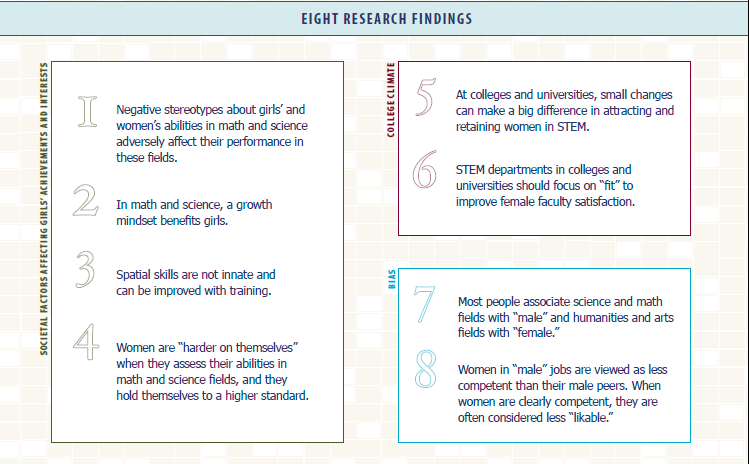 EIGHT RESEARCH FINDINGS
SOCIETAL FACTORS AFFECTING GIRLS’ ACHIEVEMENTS AND INTERESTS
1
Negative stereotypes about girls’ and
women’s abilities in math and science
adversely affect their performance in
these fields.
2
In math and science, a growth
mindset benefits girls.
3
Spatial skills are not innate and
can be improved with training.
4
Women are “harder on themselves”
when they assess their abilities in
math and science fields, and they
hold themselves to a higher standard.
COLLEGE CLIMATE
5
At colleges and universities, small changes
can make a big difference in attracting and
retaining women in STEM.
6
STEM departments in colleges and
universities should focus on “fit” to
improve female faculty satisfaction.
BIAS
7
Most people associate science and math
fields with “male” and humanities and arts
fields with “female.”
8
Women in “male” jobs are viewed as less
competent than their male peers. When
women are clearly competent, they are
often considered less “likable.”